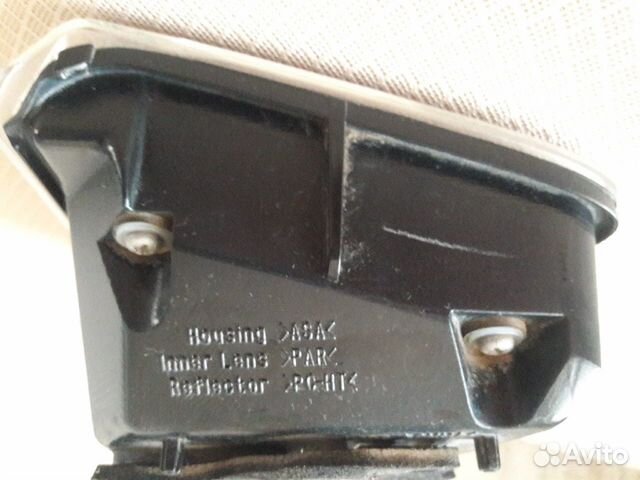 Housing >ASA<
Inner Lens >PAR<
Reflector >PC-HT<
Avito